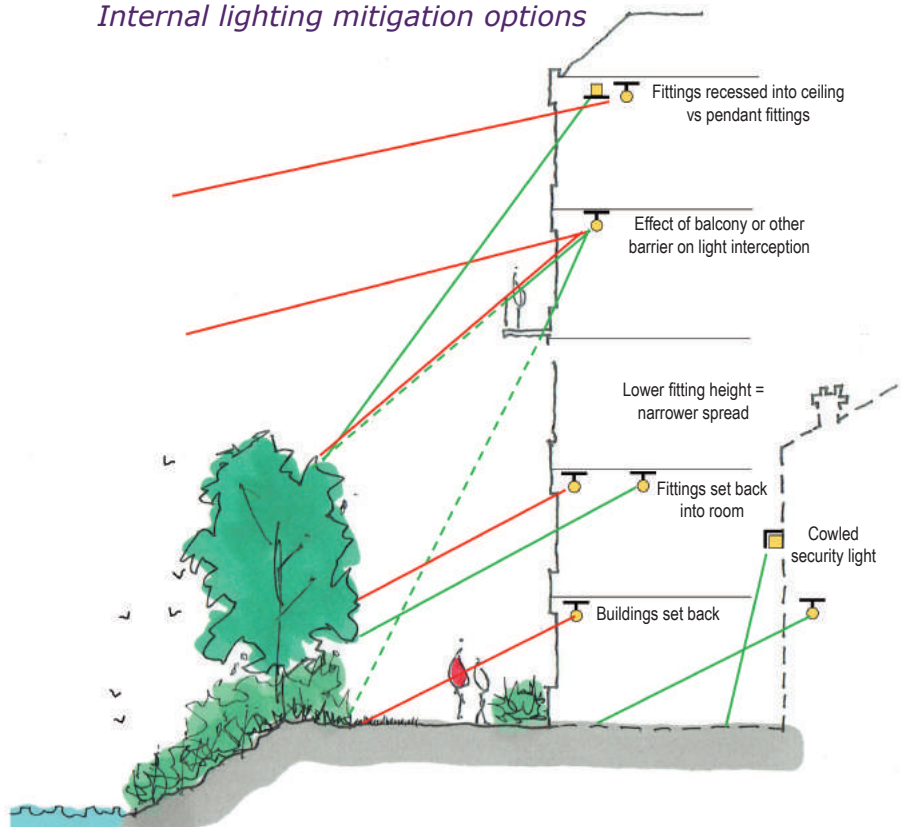 Internal lighting mitigation options
Fittings recessed into ceiling
vs pendant fittings
Effect of balcony or other
barrier on light interception
Lower fitting height =
narrower spread
Fittings set back
into room
Cowled
security light
Buildings set back